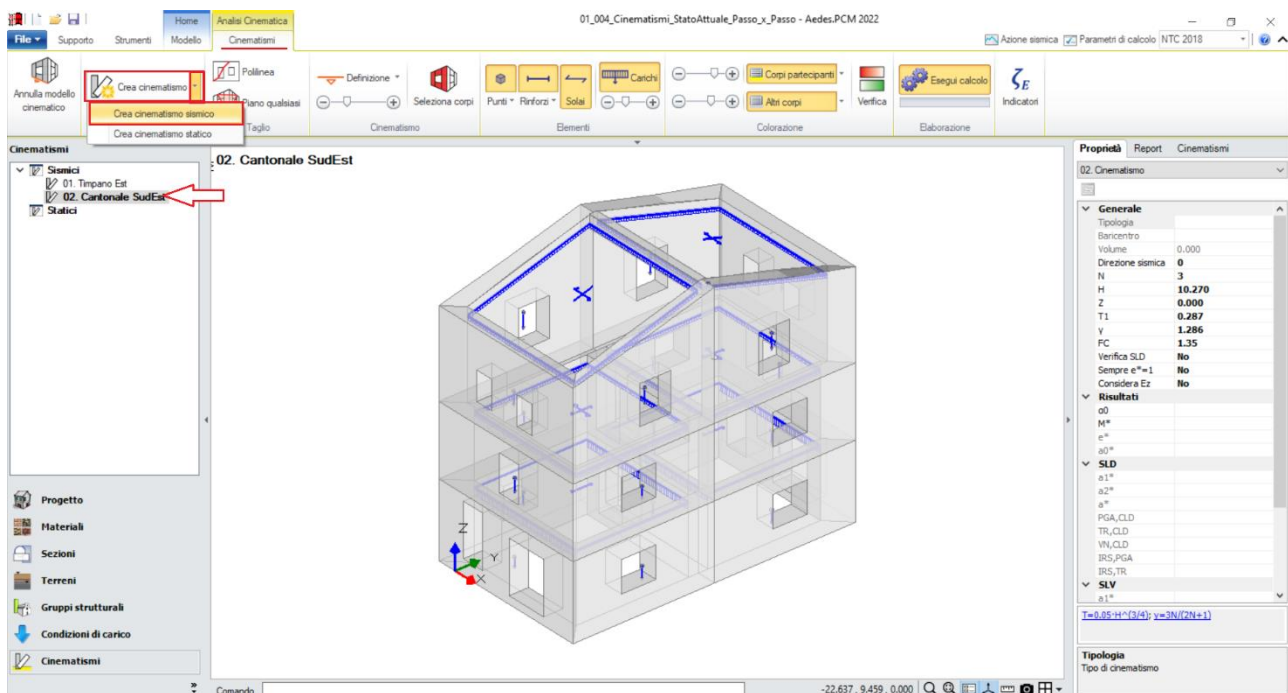 01_004_Cinematismi_StatoAttuale_Passo_x_Passo - Aedes.PCM 2022
Home
Analisi Cinematica
File
Supporto
Strumenti
Modello
Cinematismi
Azione sismica
Parametri di calcolo
NTC 2018
Annulla modello
cinematico
Crea cinematismo
Crea cinematismo sismico
Crea cinematismo statico
Polilinea
Piano qualsiasi
Taglio
Definizione
Seleziona corpi
Cinematismo
Punti
Rinforzi
Solai
Carichi
Elementi
Corpi partecipanti
Altri corpi
Verifica
Colorazione
Esegui calcolo
Elaborazione
ζE
Indicatori
Cinematismi
Sismici
01. Timpano Est
02. Cantonale SudEst
Statici
Progetto
Materiali
Sezioni
Terreni
Gruppi strutturali
Condizioni di carico
Cinematismi
02. Cantonale SudEst
Z
Y
X
Comando
-22.637 , 9.459 , 0.000
Proprietà Report Cinematismi
02. Cinematismo
Generale
Tipologia
Baricentro
Volume 0.000
Direzione sismica 0
N 3
H 10.270
Z 0.000
T1 0.287
γ 1.286
FC 1.35
Verifica SLD No
Sempre e*=1 No
Considera Ez No
Risultati
α0
M*
e*
a0*
SLD
a1*
a2*
a*
PGA,CLD
TR,CLD
VN,CLD
IRS,PGA
IRS,TR
SLV
a1*
T=0.05·H^(3/4); γ=3N/(2N+1)
Tipologia
Tipo di cinematismo